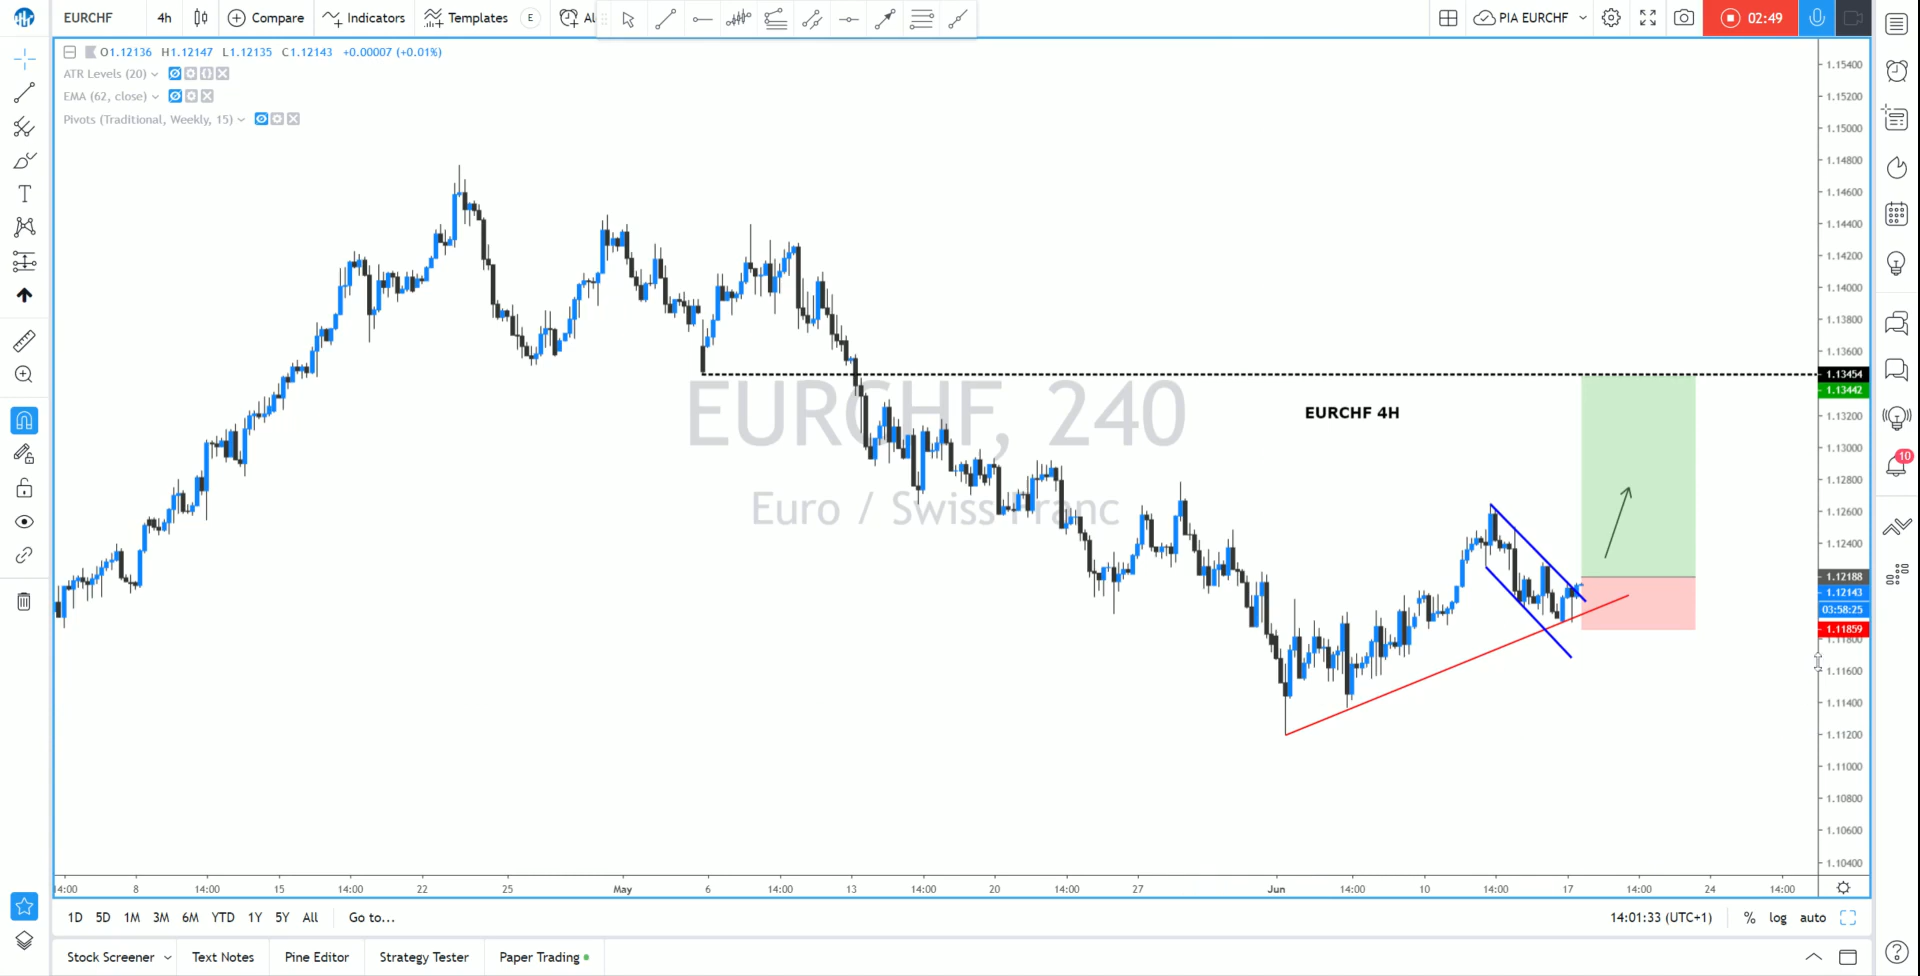 EURCHF 4h Compare Indicators Templates E Al PIA EURCHF 02:49
O1.12136 H1.12147 L1.12135 C1.12143 +0.00007 (+0.01%)
ATR Levels (20)
EMA (62, close)
Pivots (Traditional, Weekly, 15)
1.15400
1.15200
1.15000
1.14800
1.14600
1.14400
1.14200
1.14000
1.13800
1.13600
1.13454
1.13442
1.13200
1.13000
1.12800
1.12600
1.12400
1.12188
1.12143
03:58:25
1.11859
1.11800
1.11600
1.11400
1.11200
1.11000
1.10800
1.10600
1.10400
10
EURCHF, 240
Euro / Swiss Franc
EURCHF 4H
14:00 8 14:00 15 14:00 22 25 May 6 14:00 13 14:00 20 14:00 27 Jun 14:00 10 14:00 17 14:00 24 14:00
1D 5D 1M 3M 6M YTD 1Y 5Y All Go to... 14:01:33 (UTC+1) % log auto
Stock Screener Text Notes Pine Editor Strategy Tester Paper Trading